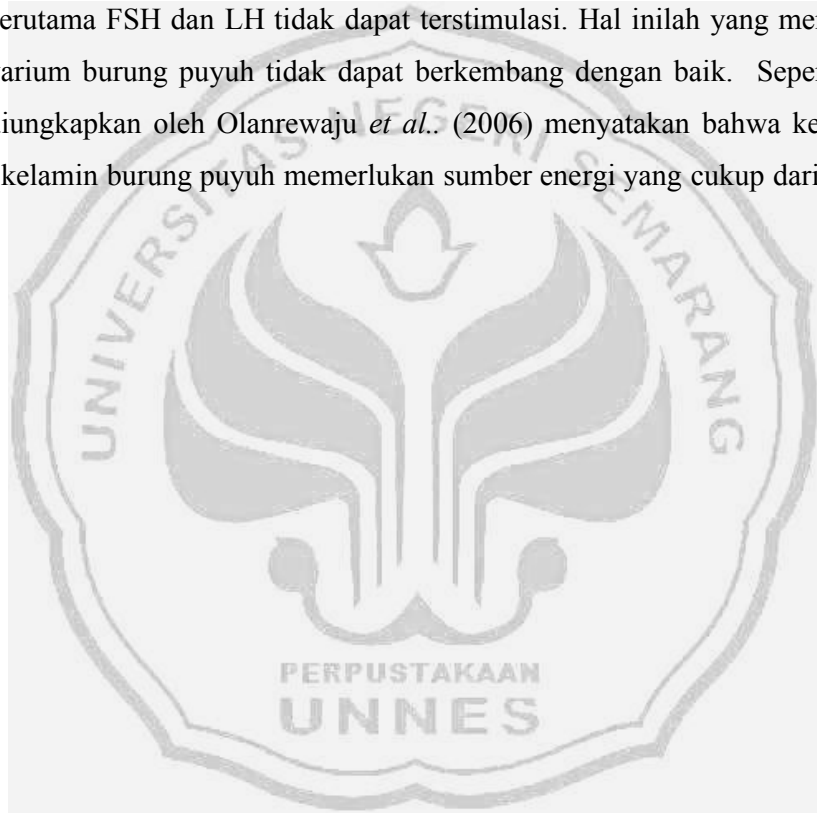 erutama FSH dan LH tidak dapat terstimulasi. Hal inilah yang me
arium burung puyuh tidak dapat berkembang dengan baik. Sepe
iungkapkan oleh Olanrewaju et al.. (2006) menyatakan bahwa ke
kelamin burung puyuh memerlukan sumber energi yang cukup dari
UNIVERSITAS NEGERI SEMARANG
PERPUSTAKAAN
UNNES